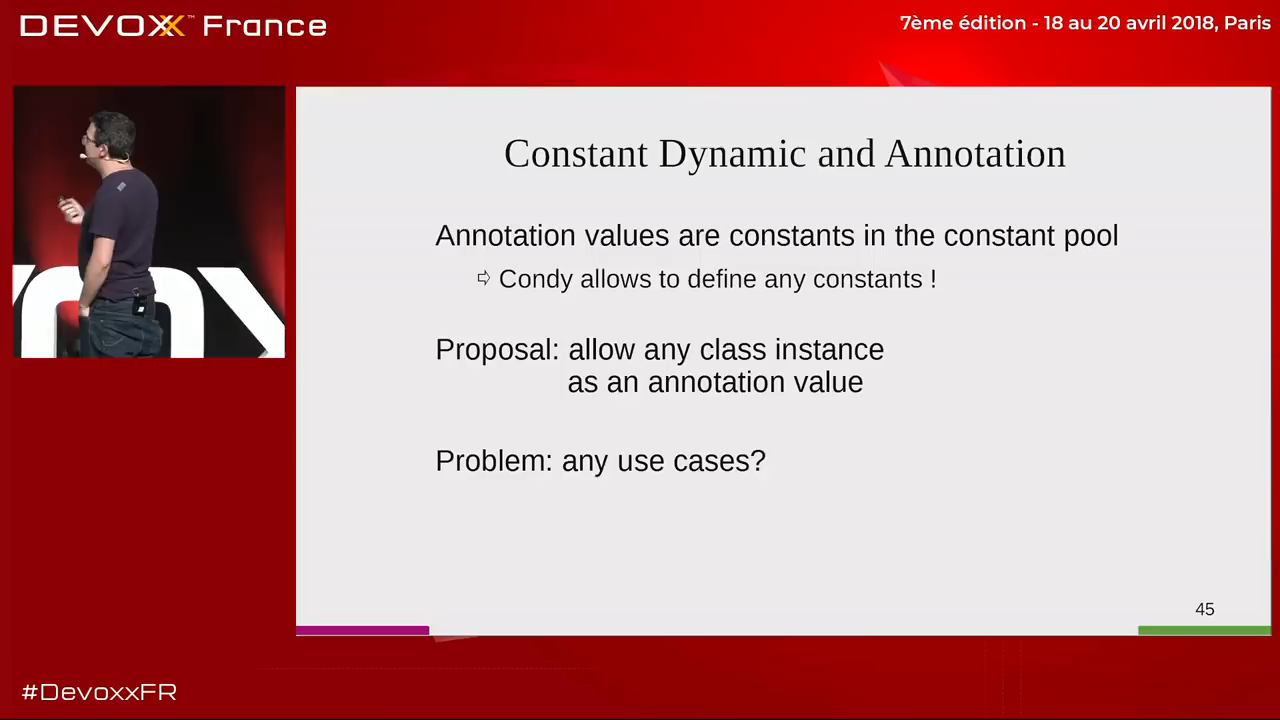 DEVOXX™ France
7ème édition - 18 au 20 avril 2018, Paris
Constant Dynamic and Annotation
Annotation values are constants in the constant pool
⇨ Condy allows to define any constants !
Proposal: allow any class instance
as an annotation value
Problem: any use cases?
45
#DevoxxFR